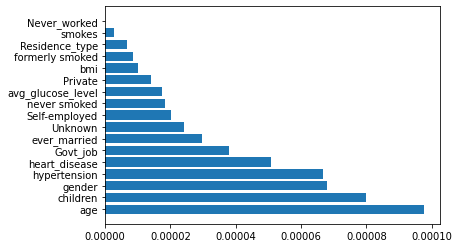 Never_worked
smokes
Residence_type
formerly smoked
bmi
Private
avg_glucose_level
never smoked
Self-employed
Unknown
ever_married
Govt_job
heart_disease
hypertension
gender
children
age
0.00000 0.00002 0.00004 0.00006 0.00008 0.00010